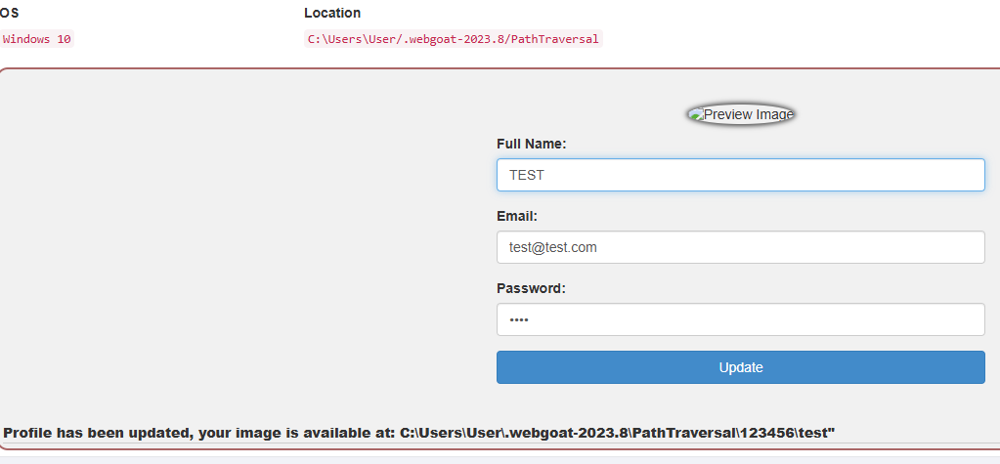 OS Location
Windows 10 C:\Users\User/.webgoat-2023.8/PathTraversal
Preview Image
Full Name:
TEST
Email:
test@test.com
Password:
••••
Update
Profile has been updated, your image is available at: C:\Users\User\.webgoat-2023.8\PathTraversal\123456\test"